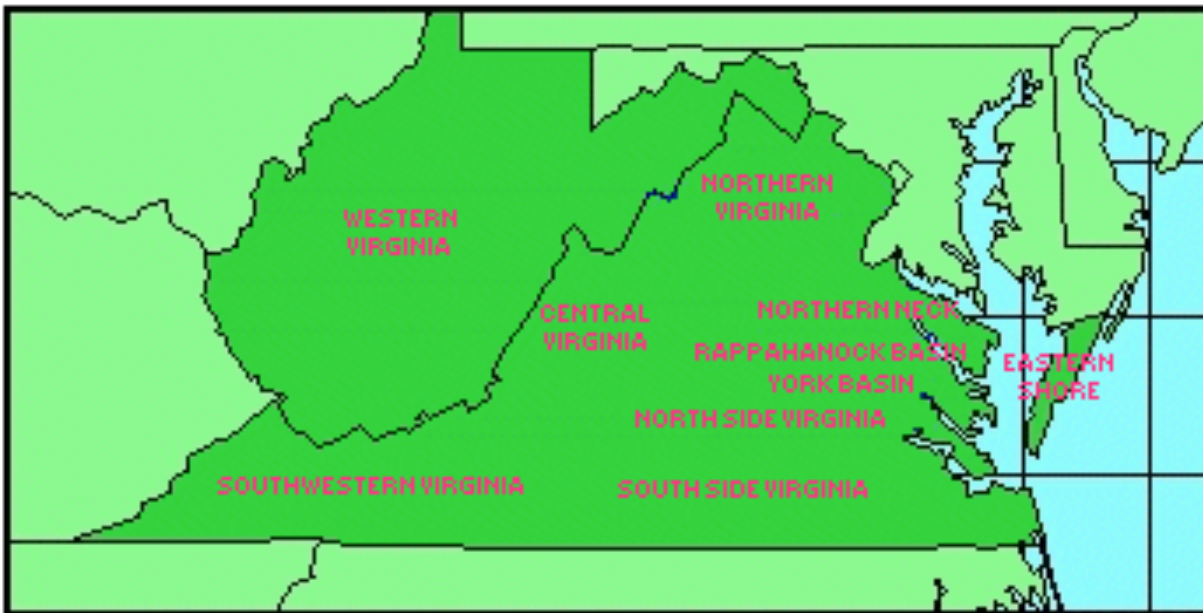 NORTHERN
VIRGINIA
WESTERN
VIRGINIA
CENTRAL
VIRGINIA
NORTHERN NECK
RAPPAHANOCK BASIN
EASTERN
SHORE
YORK BASIN
NORTH SIDE VIRGINIA
SOUTHWESTERN VIRGINIA
SOUTH SIDE VIRGINIA